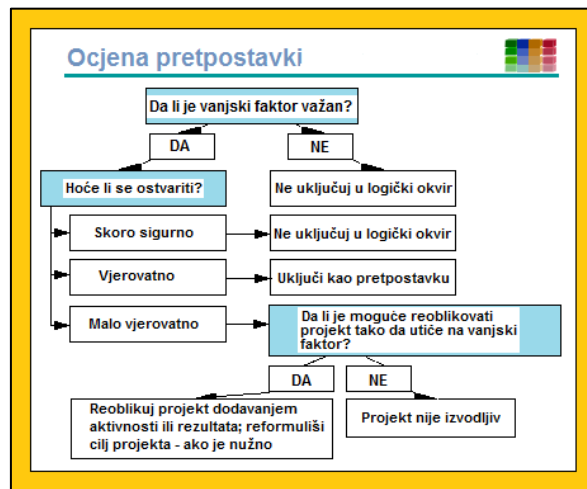 Ocjena pretpostavki
Da li je vanjski faktor važan?
DA
NE
Hoće li se ostvariti?
Ne uključuj u logički okvir
Skoro sigurno
Ne uključuj u logički okvir
Vjerovatno
Uključi kao pretpostavku
Malo vjerovatno
Da li je moguće reoblikovati
projekt tako da utiče na vanjski
faktor?
DA
NE
Reoblikuj projekt dodavanjem
aktivnosti ili rezultata; reformuliši
cilj projekta - ako je nužno
Projekt nije izvodljiv